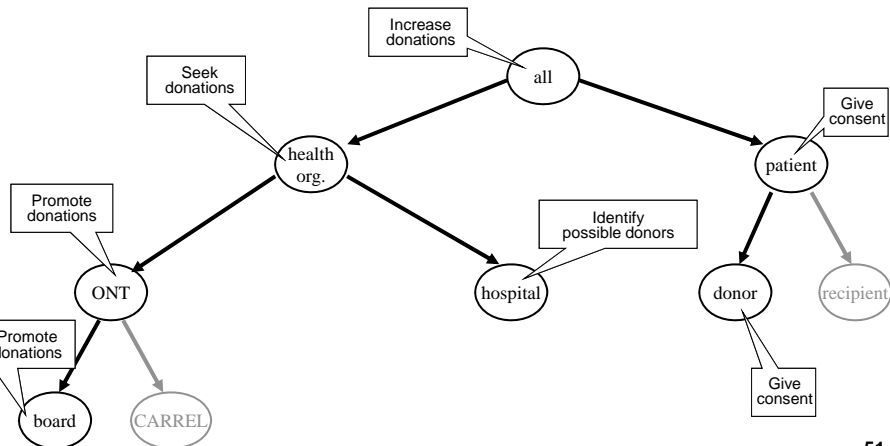 Increase
donations
all
Seek
donations
Give
consent
health
org.
patient
Promote
donations
Identify
possible donors
ONT
hospital
donor
recipient
Promote
donations
Give
consent
board
CARREL
51